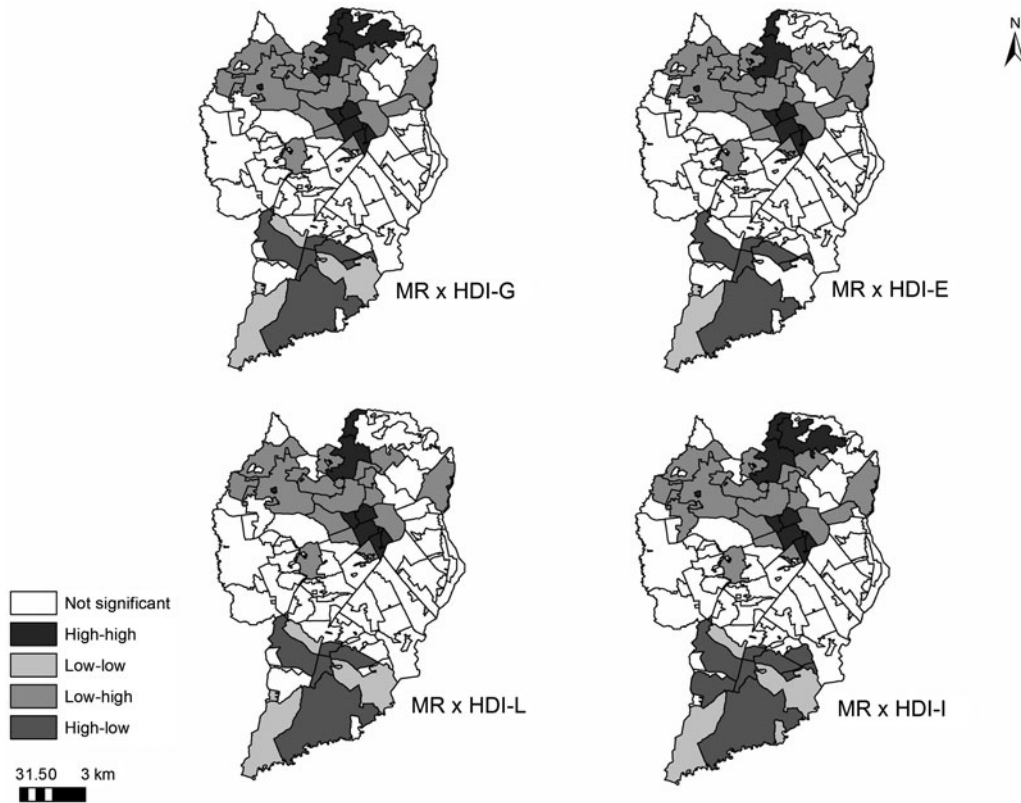 N
MR x HDI-G
MR x HDI-E
MR x HDI-L
MR x HDI-I
Not significant
High-high
Low-low
Low-high
High-low
31.50 3 km